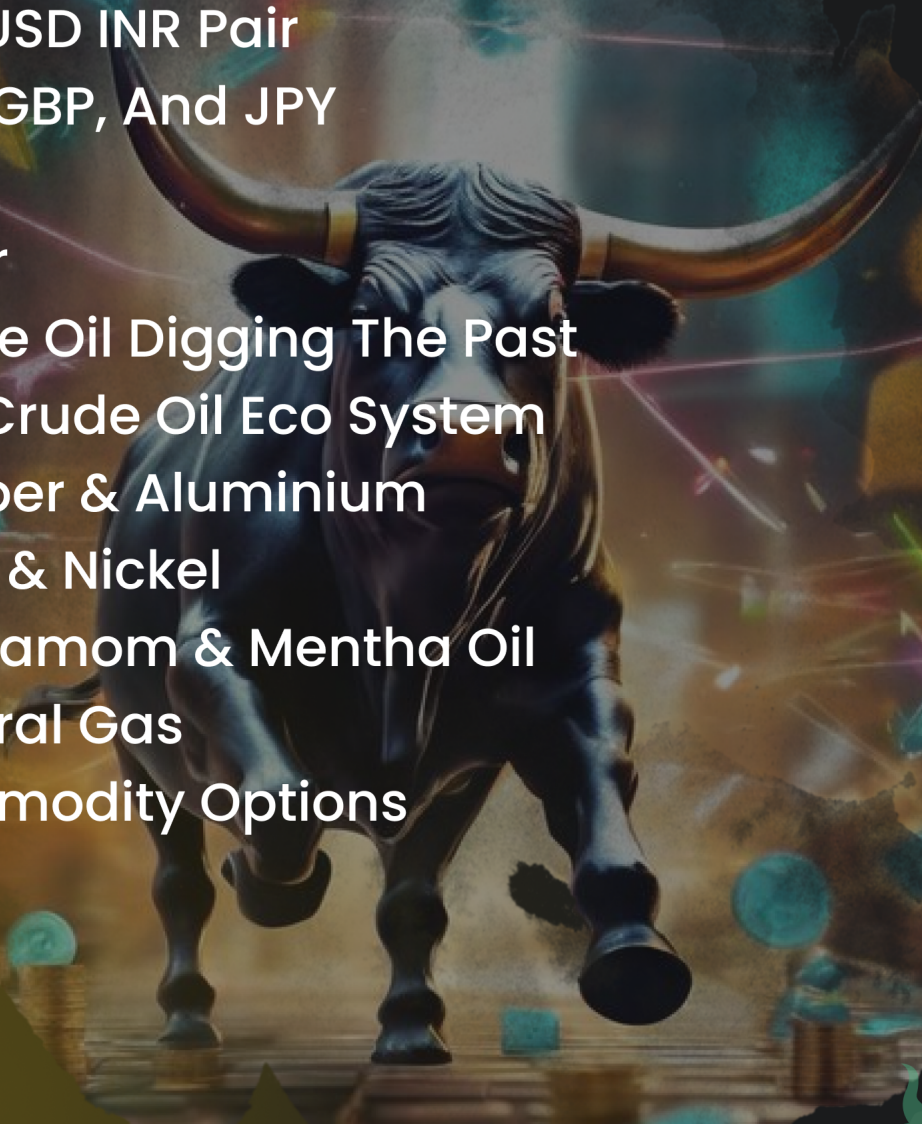 USD INR Pair
GBP, And JPY
r
e Oil Digging The Past
Crude Oil Eco System
per & Aluminium
& Nickel
amom & Mentha Oil
ral Gas
modity Options